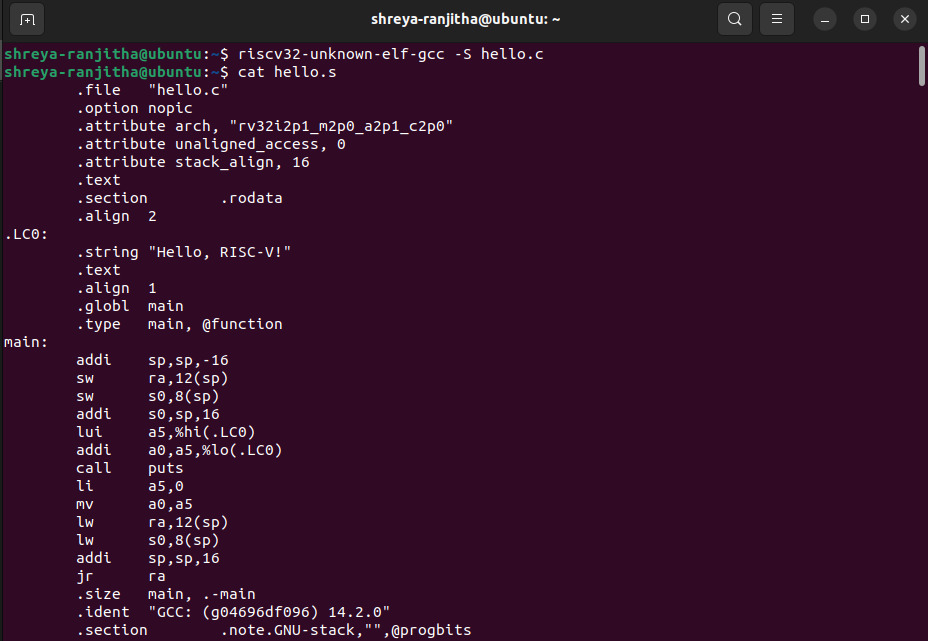 shreya-ranjitha@ubuntu: ~
shreya-ranjitha@ubuntu:~$ riscv32-unknown-elf-gcc -S hello.c
shreya-ranjitha@ubuntu:~$ cat hello.s
        .file   "hello.c"
        .option nopic
        .attribute arch, "rv32i2p1_m2p0_a2p1_c2p0"
        .attribute unaligned_access, 0
        .attribute stack_align, 16
        .text
        .section        .rodata
        .align  2
.LC0:
        .string "Hello, RISC-V!"
        .text
        .align  1
        .globl  main
        .type   main, @function
main:
        addi    sp,sp,-16
        sw      ra,12(sp)
        sw      s0,8(sp)
        addi    s0,sp,16
        lui     a5,%hi(.LC0)
        addi    a0,a5,%lo(.LC0)
        call    puts
        li      a5,0
        mv      a0,a5
        lw      ra,12(sp)
        lw      s0,8(sp)
        addi    sp,sp,16
        jr      ra
        .size   main, .-main
        .ident  "GCC: (g04696df096) 14.2.0"
        .section        .note.GNU-stack,"",@progbits